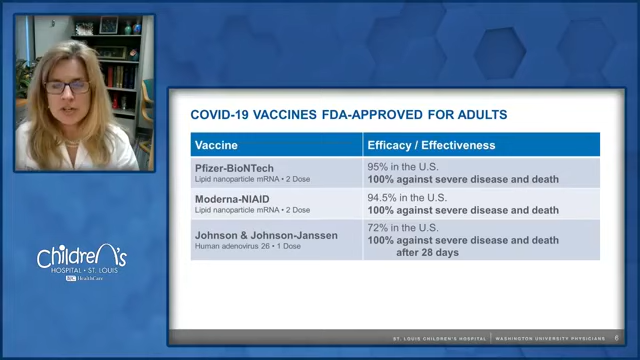 COVID-19 VACCINES FDA-APPROVED FOR ADULTS
Vaccine
Efficacy / Effectiveness
Pfizer-BioNTech
Lipid nanoparticle mRNA • 2 Dose
95% in the U.S.
100% against severe disease and death
Moderna-NIAID
Lipid nanoparticle mRNA • 2 Dose
94.5% in the U.S.
100% against severe disease and death
Johnson & Johnson-Janssen
Human adenovirus 26 • 1 Dose
72% in the U.S.
100% against severe disease and death
after 28 days
Children's
HOSPITAL • ST. LOUIS
BJC HealthCare
ST. LOUIS CHILDREN'S HOSPITAL
WASHINGTON UNIVERSITY PHYSICIANS
6